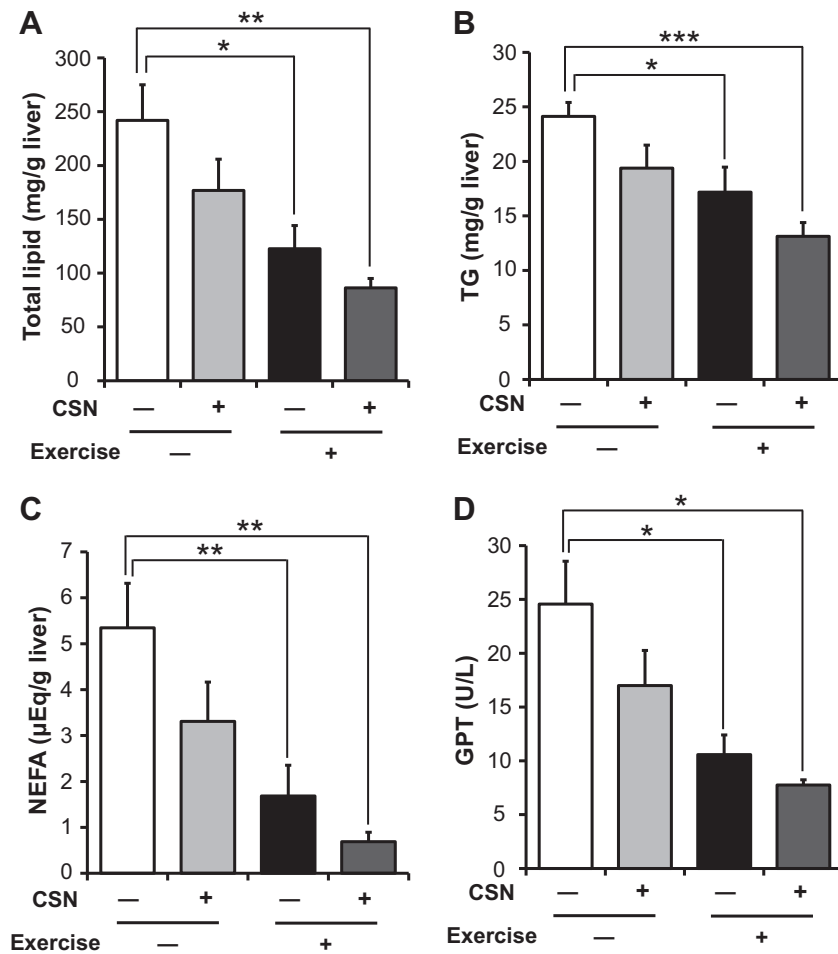 A
** 
*
Total lipid (mg/g liver)
300
250
200
150
100
50
0
CSN — + — +
Exercise — +
B
***
*
TG (mg/g liver)
30
25
20
15
10
5
0
CSN — + — +
Exercise — +
C
**
**
NEFA (µEq/g liver)
7
6
5
4
3
2
1
0
CSN — + — +
Exercise — +
D
*
*
GPT (U/L)
30
25
20
15
10
5
0
CSN — + — +
Exercise — +